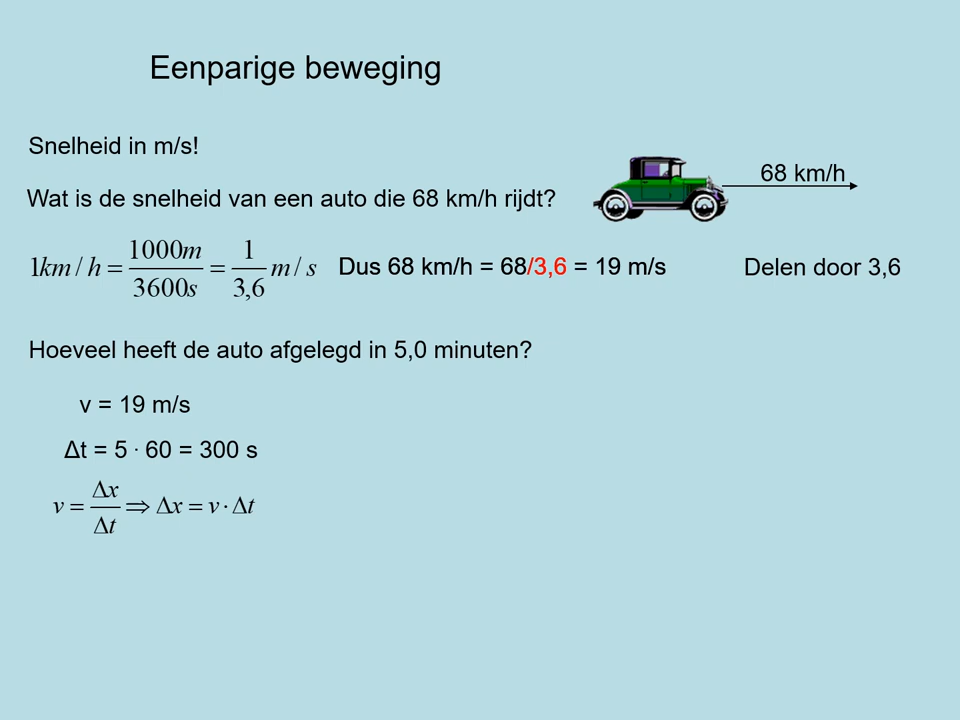 Eenparige beweging
Snelheid in m/s!
68 km/h
Wat is de snelheid van een auto die 68 km/h rijdt?
1km / h = 1000m / 3600s = 1 / 3,6 m / s
Dus 68 km/h = 68/3,6 = 19 m/s
Delen door 3,6
Hoeveel heeft de auto afgelegd in 5,0 minuten?
v = 19 m/s
Δt = 5 · 60 = 300 s
v = Δx / Δt ⇒ Δx = v · Δt